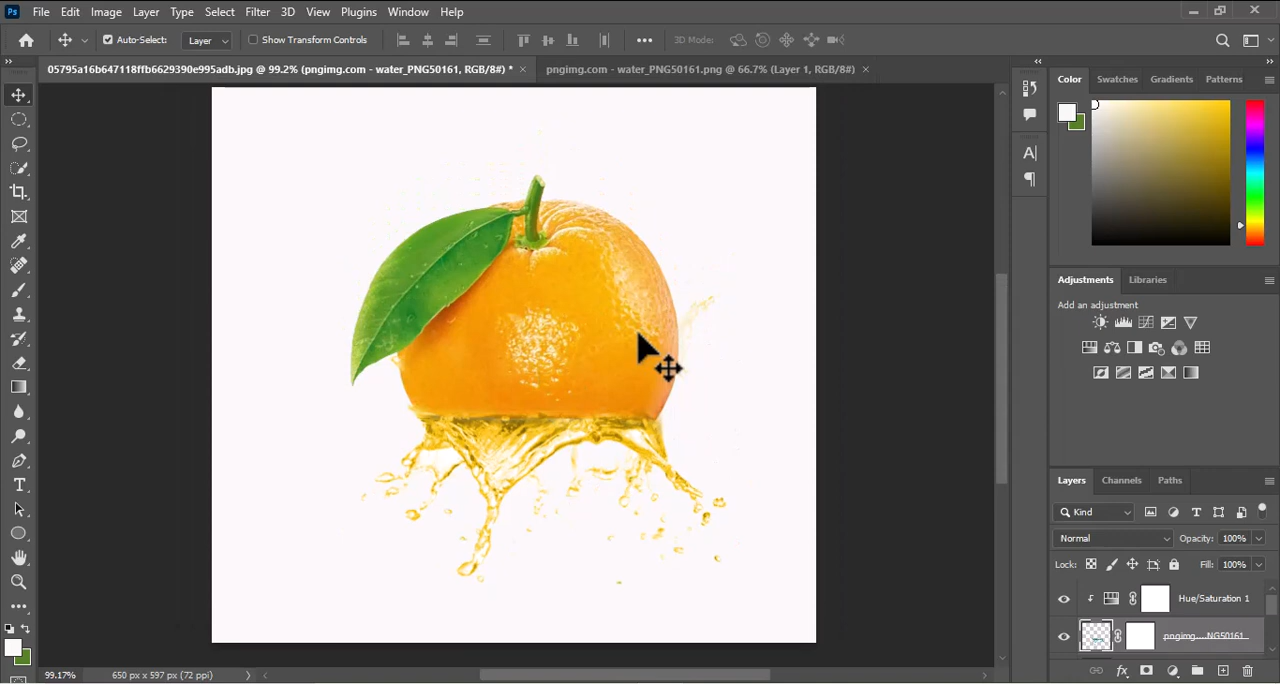 Ps File Edit Image Layer Type Select Filter 3D View Plugins Window Help
Auto-Select: Layer Show Transform Controls 3D Mode:
05795a16b647118ffb6629390e995adb.jpg @ 99.2% (pngimg.com - water_PNG50161, RGB/8#) * pngimg.com - water_PNG50161.png @ 66.7% (Layer 1, RGB/8#)
Color Swatches Gradients Patterns
Adjustments Libraries
Add an adjustment
Layers Channels Paths
Kind
Normal Opacity: 100%
Lock: Fill: 100%
Hue/Saturation 1
pngimg....NG50161
99.17% 650 px x 597 px (72 ppi)